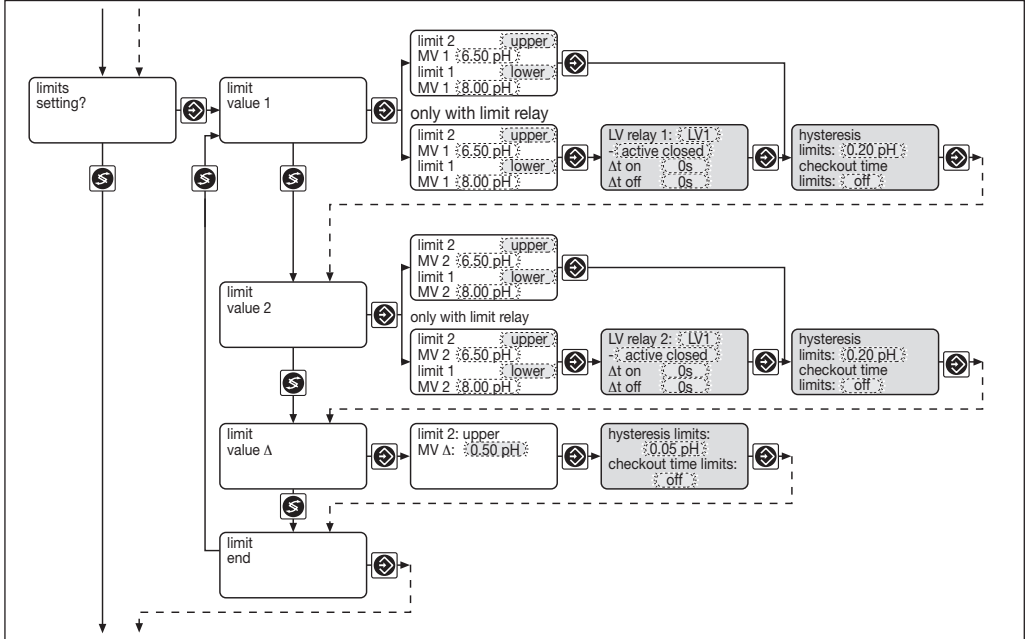 limits
setting?
limit
value 1
limit 2 upper
MV 1 6.50 pH
limit 1 lower
MV 1 8.00 pH
only with limit relay
limit 2 upper
MV 1 6.50 pH
limit 1 lower
MV 1 8.00 pH
LV relay 1: LV1
- active closed
Δt on 0s
Δt off 0s
hysteresis
limits: 0.20 pH
checkout time
limits: off
limit
value 2
limit 2 upper
MV 2 6.50 pH
limit 1 lower
MV 2 8.00 pH
only with limit relay
limit 2 upper
MV 2 6.50 pH
limit 1 lower
MV 2 8.00 pH
LV relay 2: LV1
- active closed
Δt on 0s
Δt off 0s
hysteresis
limits: 0.20 pH
checkout time
limits: off
limit
value Δ
limit 2: upper
MV Δ: 0.50 pH
hysteresis limits:
0.05 pH
checkout time limits:
off
limit
end